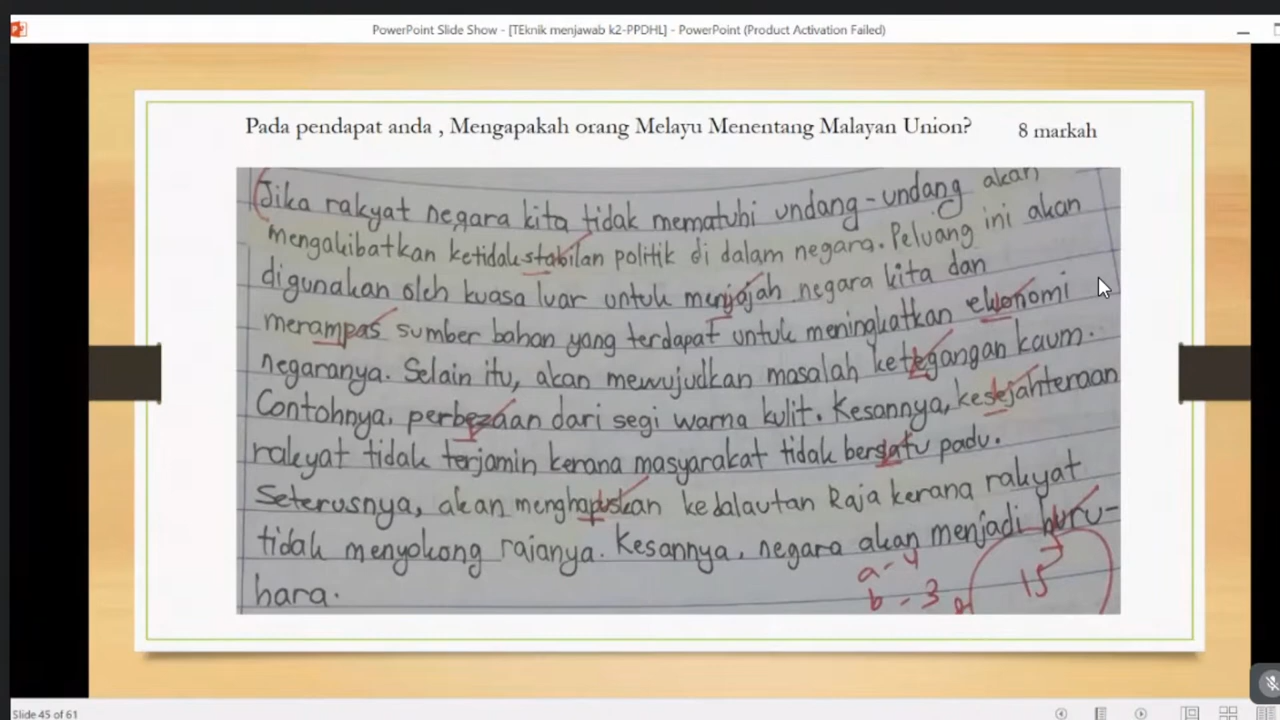 PowerPoint Slide Show - [TEknik menjawab k2-PPDHL] - PowerPoint (Product Activation Failed)
Pada pendapat anda , Mengapakah orang Melayu Menentang Malayan Union?
8 markah
Jika rakyat negara kita tidak mematuhi undang-undang akan
mengakibatkan ketidakstabilan politik di dalam negara. Peluang ini akan
digunakan oleh kuasa luar untuk menjajah negara kita dan
merampas sumber bahan yang terdapat untuk meningkatkan ekonomi
negaranya. Selain itu, akan mewujudkan masalah ketegangan kaum.
Contohnya, perbezaan dari segi warna kulit. Kesannya, kesejahteraan
rakyat tidak terjamin kerana masyarakat tidak bersatu padu.
Seterusnya, akan menghapuskan kedalautan Raja kerana rakyat
tidak menyokong rajanya. Kesannya, negara akan menjadi huru-
hara.
a - 4
b - 3
15
Slide 45 of 61